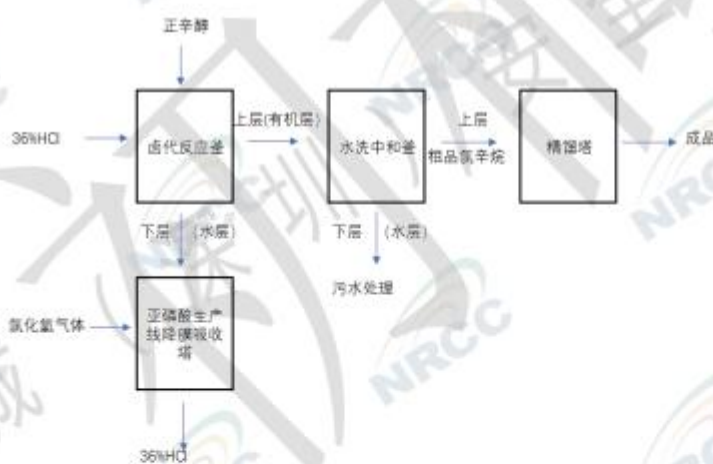 正辛醇
36%HCl
卤代反应釜
上层(有机层)
水洗中和釜
上层
粗品氯辛烷
精馏塔
成品
下层 (水层)
下层 (水层)
污水处理
氯化氢气体
亚磷酸生产
线降膜吸收
塔
36%HCl
NRCC
NRCC
NRCC